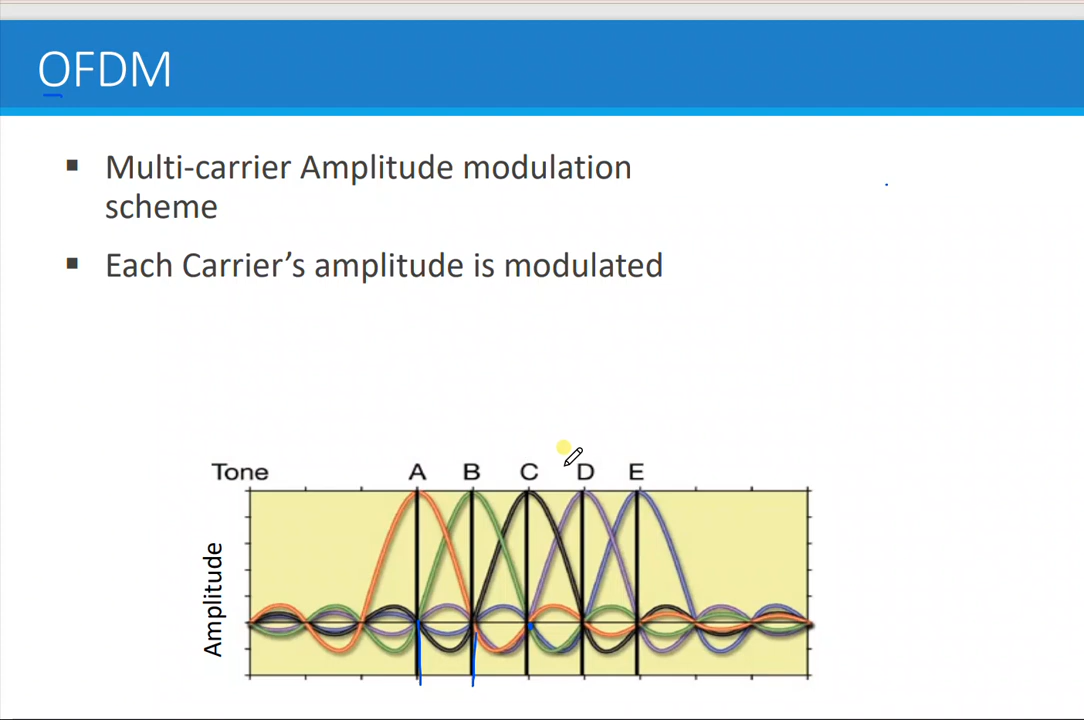 OFDM
▪ Multi-carrier Amplitude modulation
scheme
▪ Each Carrier’s amplitude is modulated
Tone A B C D E
Amplitude